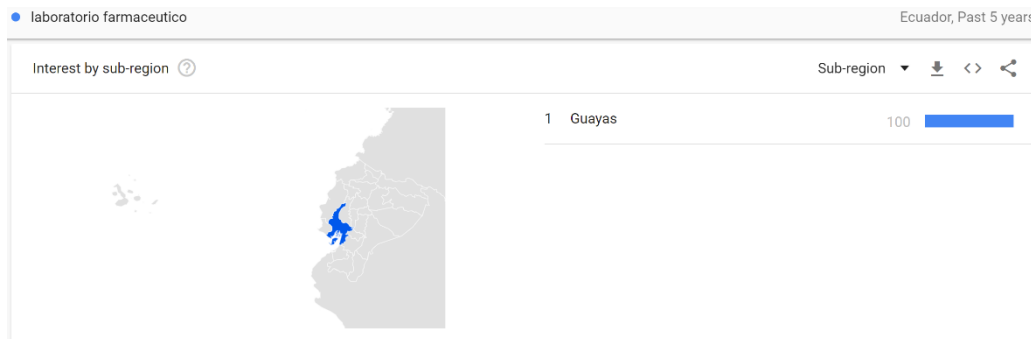 laboratorio farmaceutico Ecuador, Past 5 years
Interest by sub-region ? Sub-region
1 Guayas 100